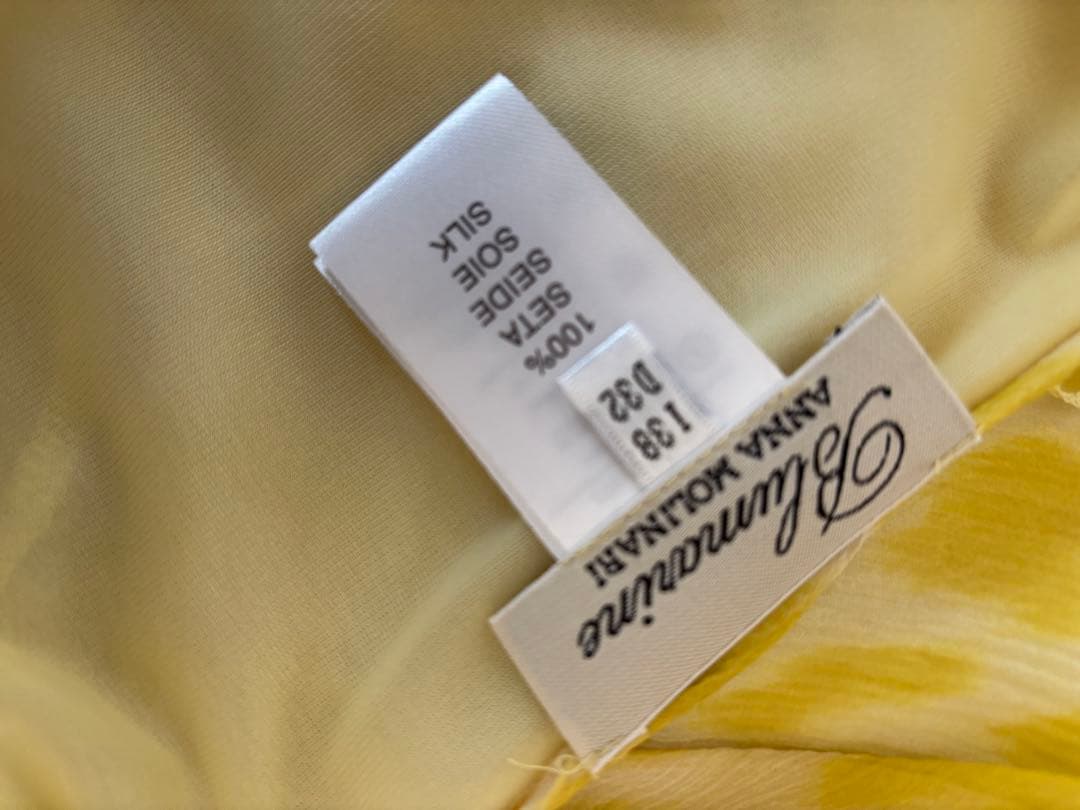 Blumarine
ANNA MOLINARI
I 38
D 32
100%
SETA
SEIDE
SOIE
SILK